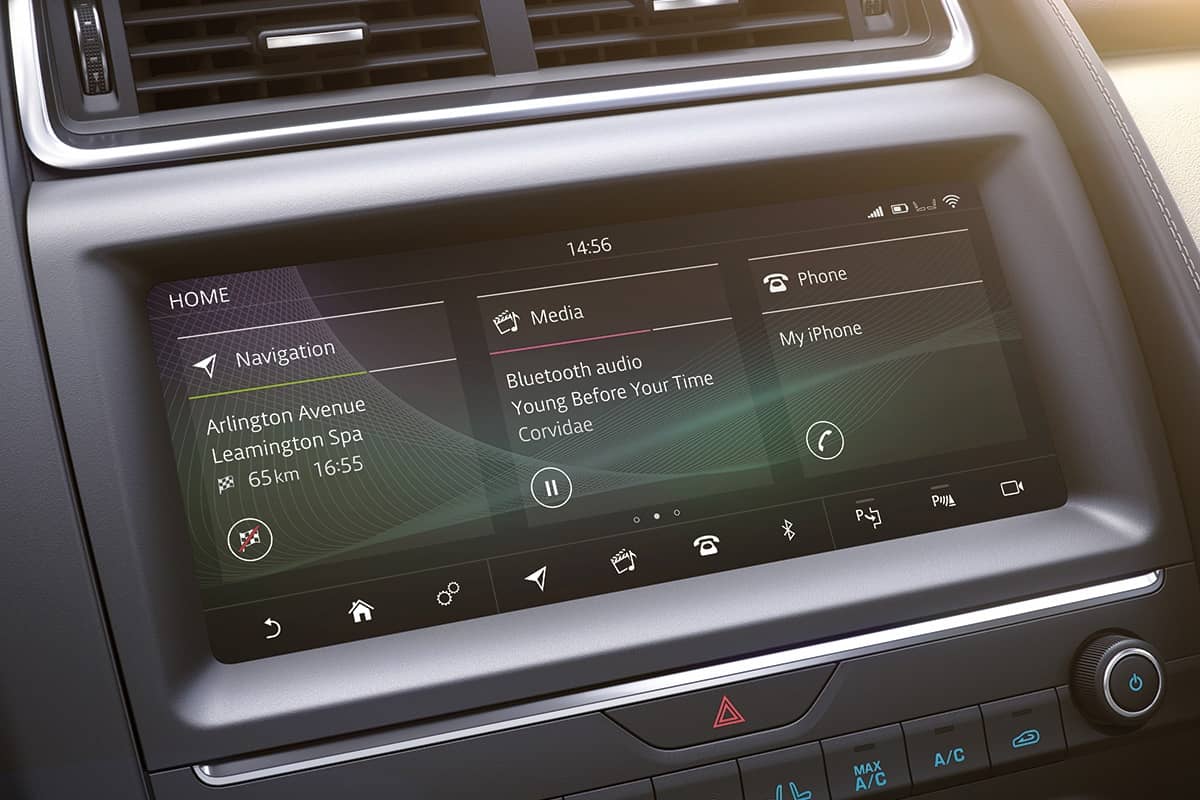 14:56
HOME
Navigation
Arlington Avenue
Leamington Spa
65km 16:55
Media
Bluetooth audio
Young Before Your Time
Corvidae
Phone
My iPhone
P
P
MAX
A/C
A/C